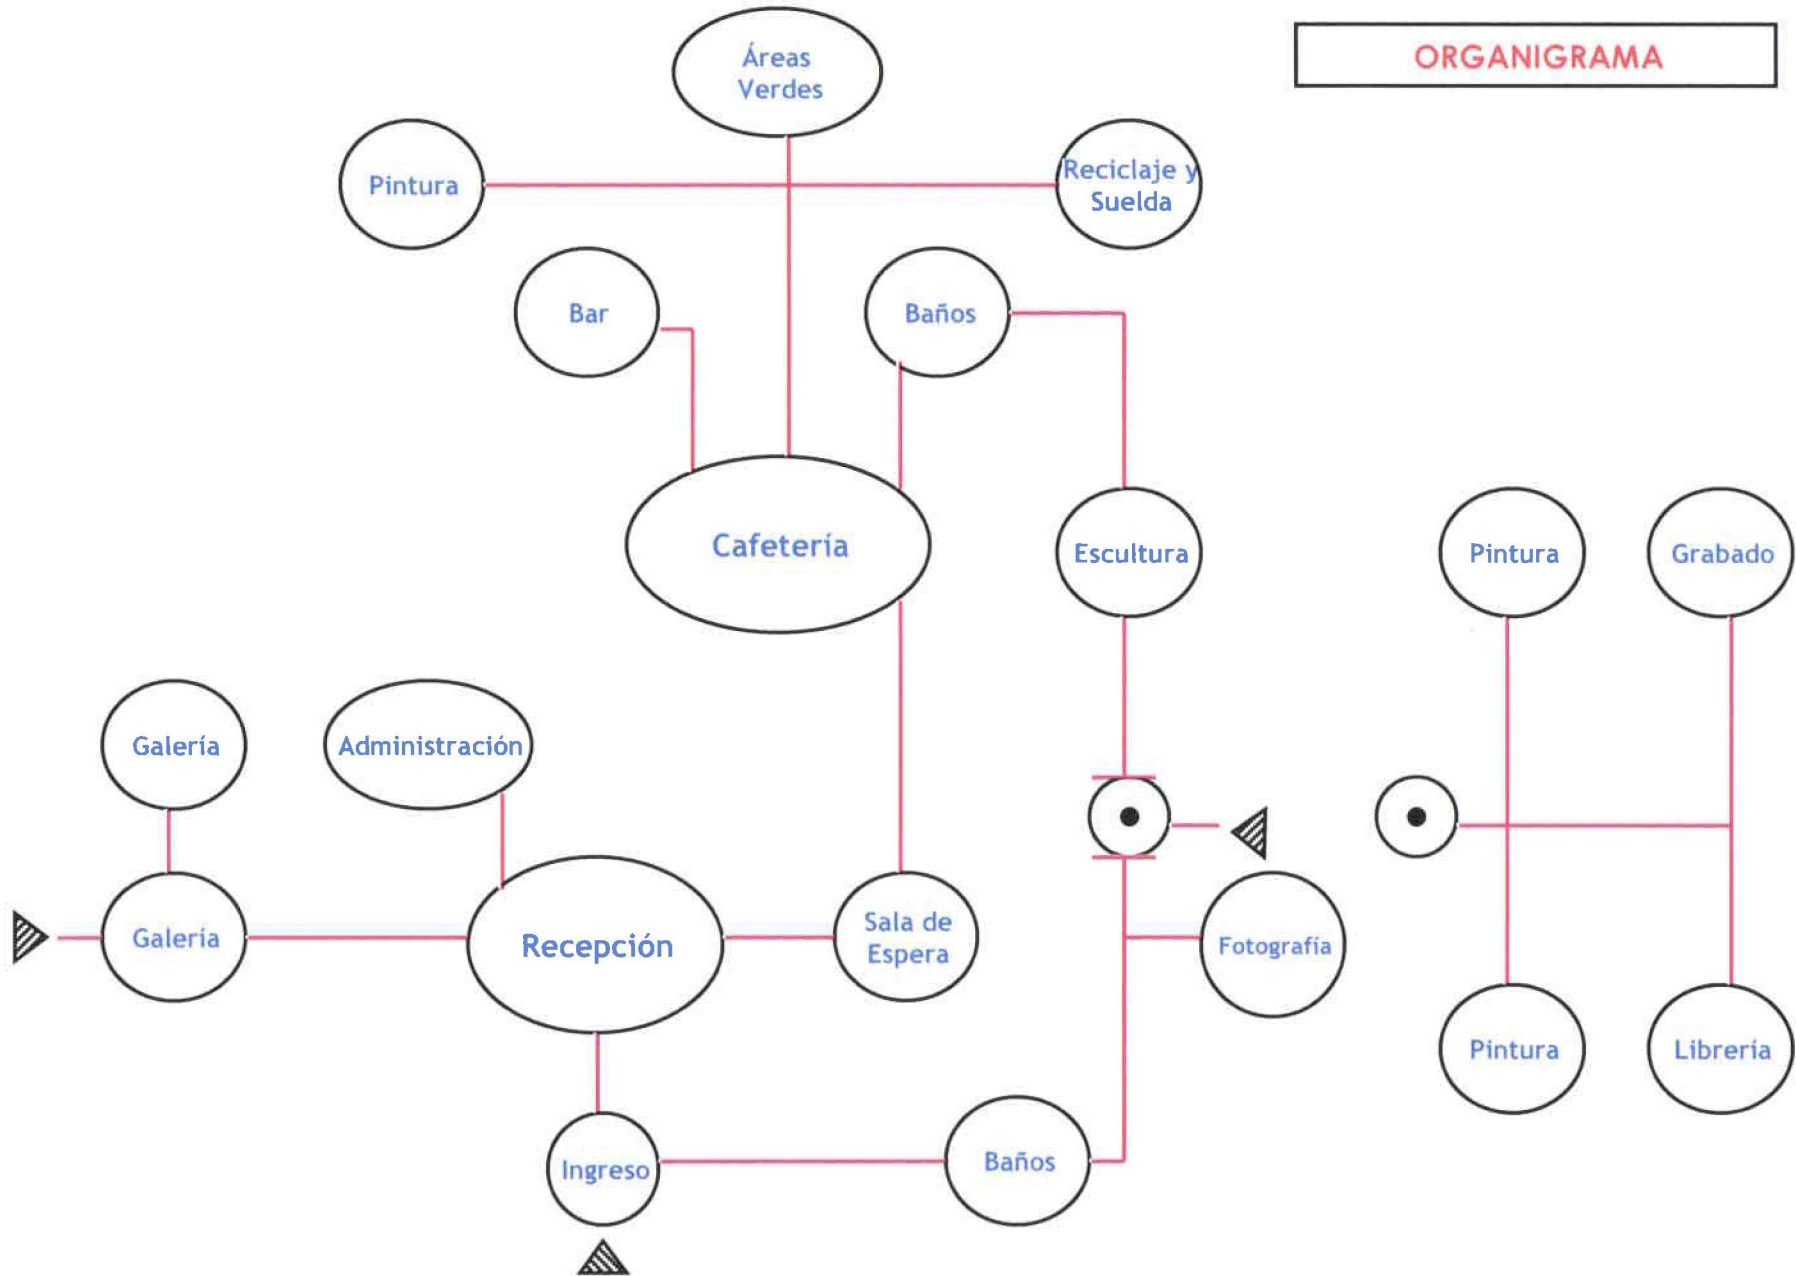 ORGANIGRAMA
Áreas
Verdes
Pintura
Reciclaje y
Suelda
Bar
Baños
Cafetería
Escultura
Pintura
Grabado
Galería
Administración
Galería
Recepción
Sala de
Espera
Fotografía
Pintura
Librería
Ingreso
Baños